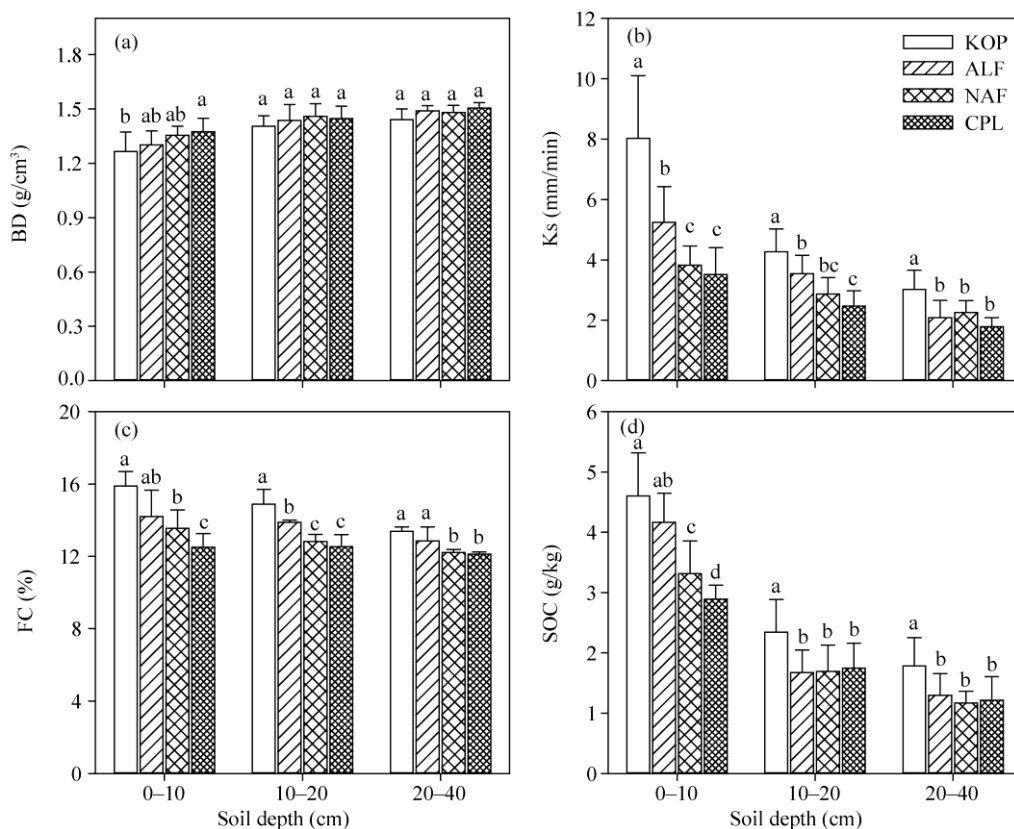 (a)
BD (g/cm³)
1.8
1.5
1.2
0.9
0.6
0.3
0.0
b ab ab a
a a a a
a a a a
(b)
Ks (mm/min)
12
10
8
6
4
2
0
a b c c
a b bc c
a b b b
KOP
ALF
NAF
CPL
(c)
FC (%)
20
16
12
8
4
0
a ab b c
a b c c
a a b b
0–10 10–20 20–40
Soil depth (cm)
(d)
SOC (g/kg)
6
5
4
3
2
1
0
a ab c d
a b b b
a b b b
0–10 10–20 20–40
Soil depth (cm)